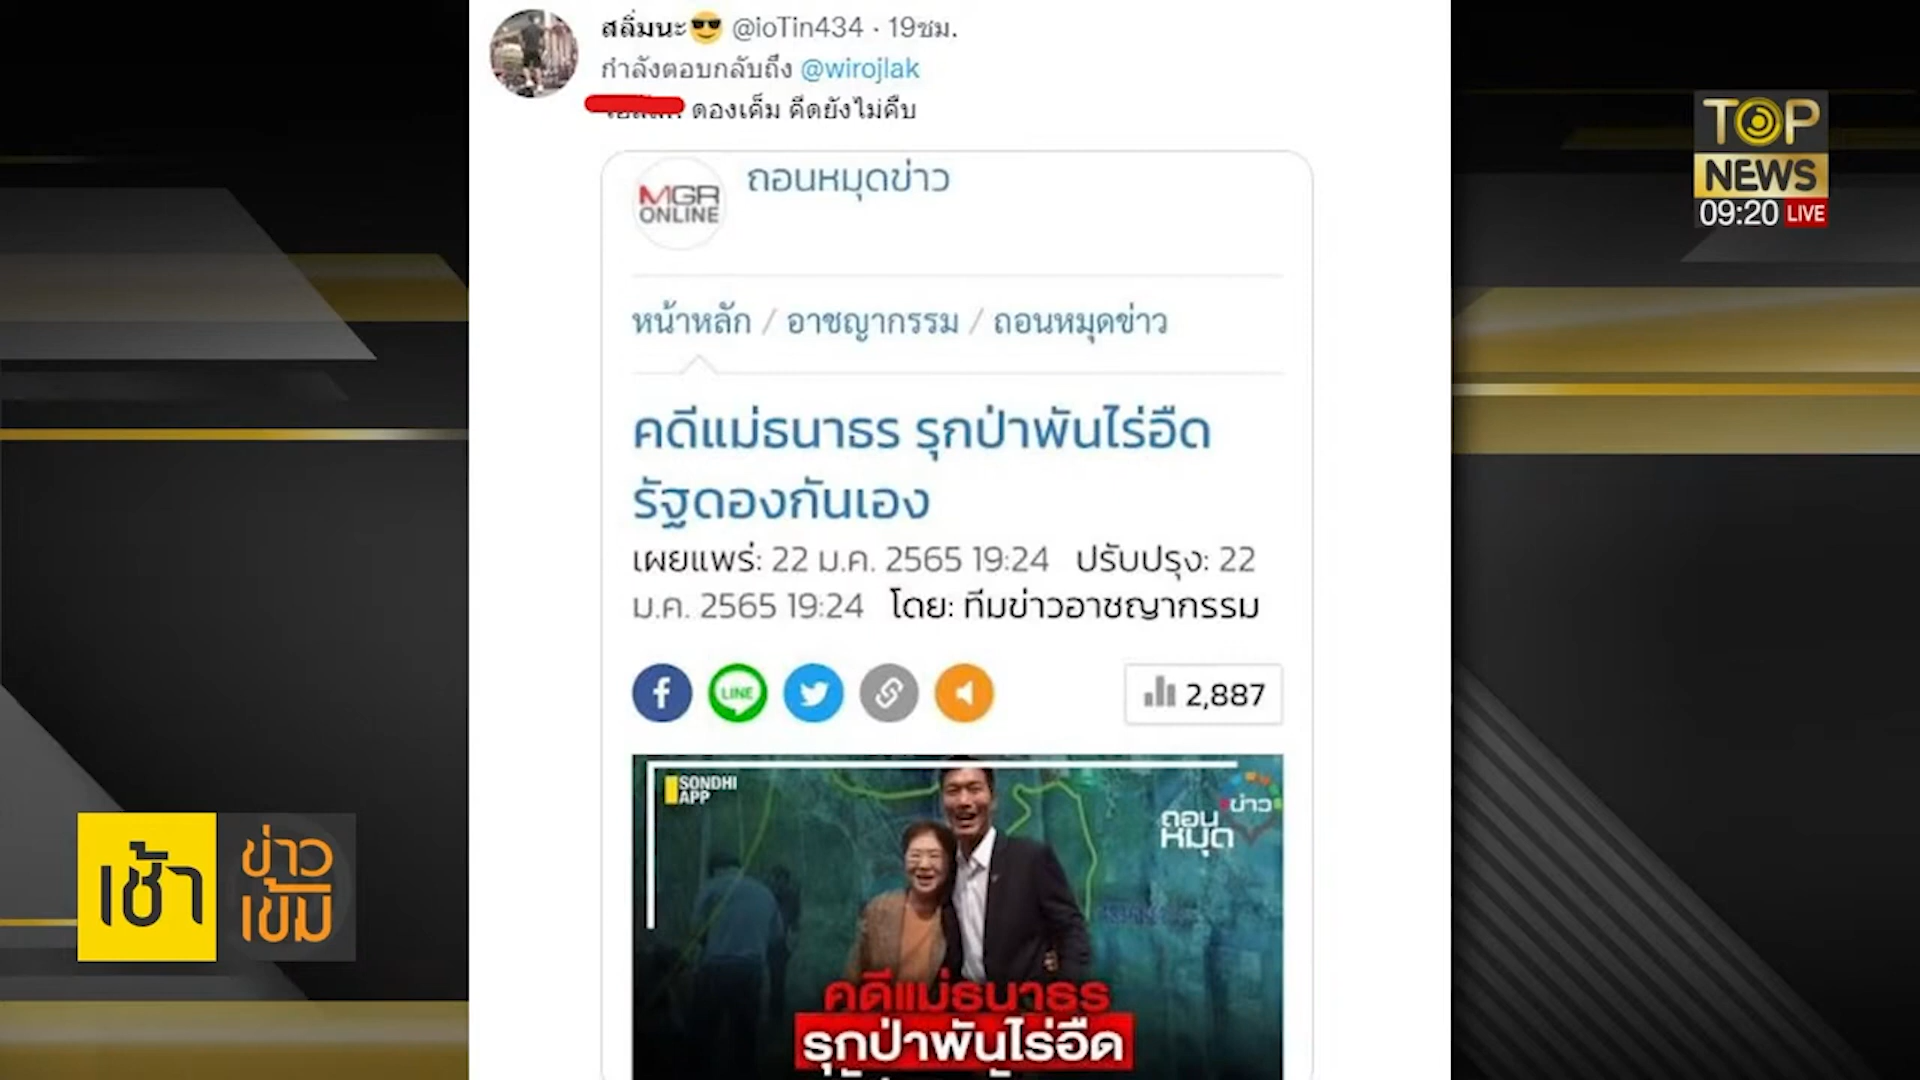 สลิ่มนะ😎 @ioTin434 · 19ชม.
กำลังตอบกลับถึง @wirojlak
ดองเค็ม คีดยังไม่คืบ
MGR
ONLINE
ถอนหมุดข่าว
หน้าหลัก / อาชญากรรม / ถอนหมุดข่าว
คดีแม่ธนาธร รุกป่าพันไร่อืด
รัฐดองกันเอง
เผยแพร่: 22 ม.ค. 2565 19:24 ปรับปรุง: 22
ม.ค. 2565 19:24 โดย: ทีมข่าวอาชญากรรม
LINE
2,887
SONDHI
APP
ข่าว
ถอน
หมุด
คดีแม่ธนาธร
รุกป่าพันไร่อืด
TOP
NEWS
09:20 LIVE
เช้า
ข่าว
เข้ม